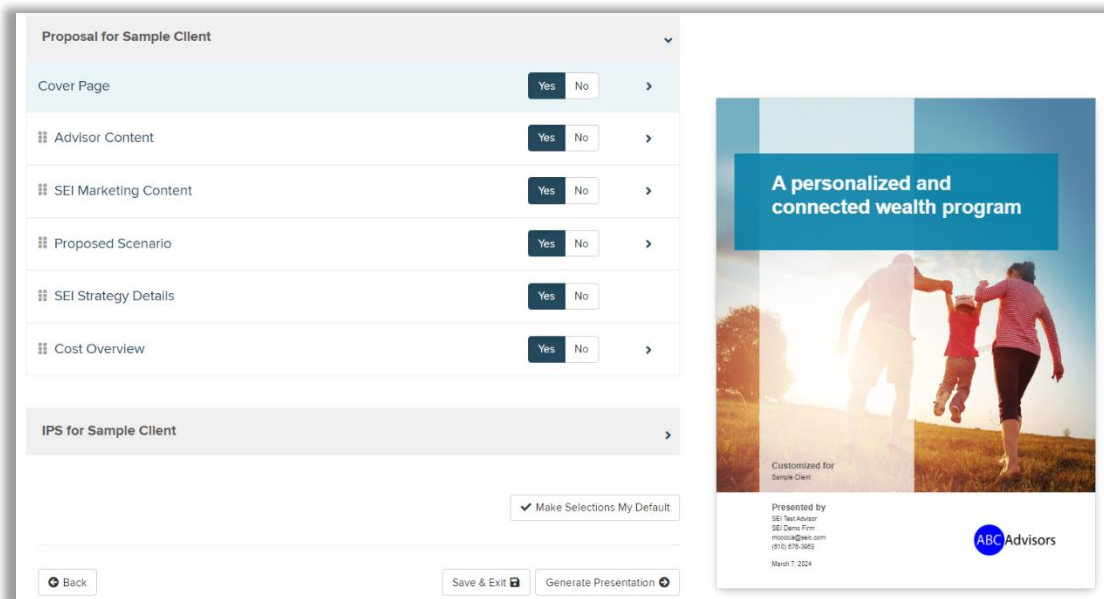 Proposal for Sample Client
Cover Page
Yes No
Advisor Content
Yes No
SEI Marketing Content
Yes No
Proposed Scenario
Yes No
SEI Strategy Details
Yes No
Cost Overview
Yes No
IPS for Sample Client
Make Selections My Default
Back
Save & Exit
Generate Presentation
A personalized and
connected wealth program
Customized for
Sample Client
Presented by
SEI Test Advisor
SEI Demo Firm
(610) 676-3963
March 7, 2024
ABC Advisors